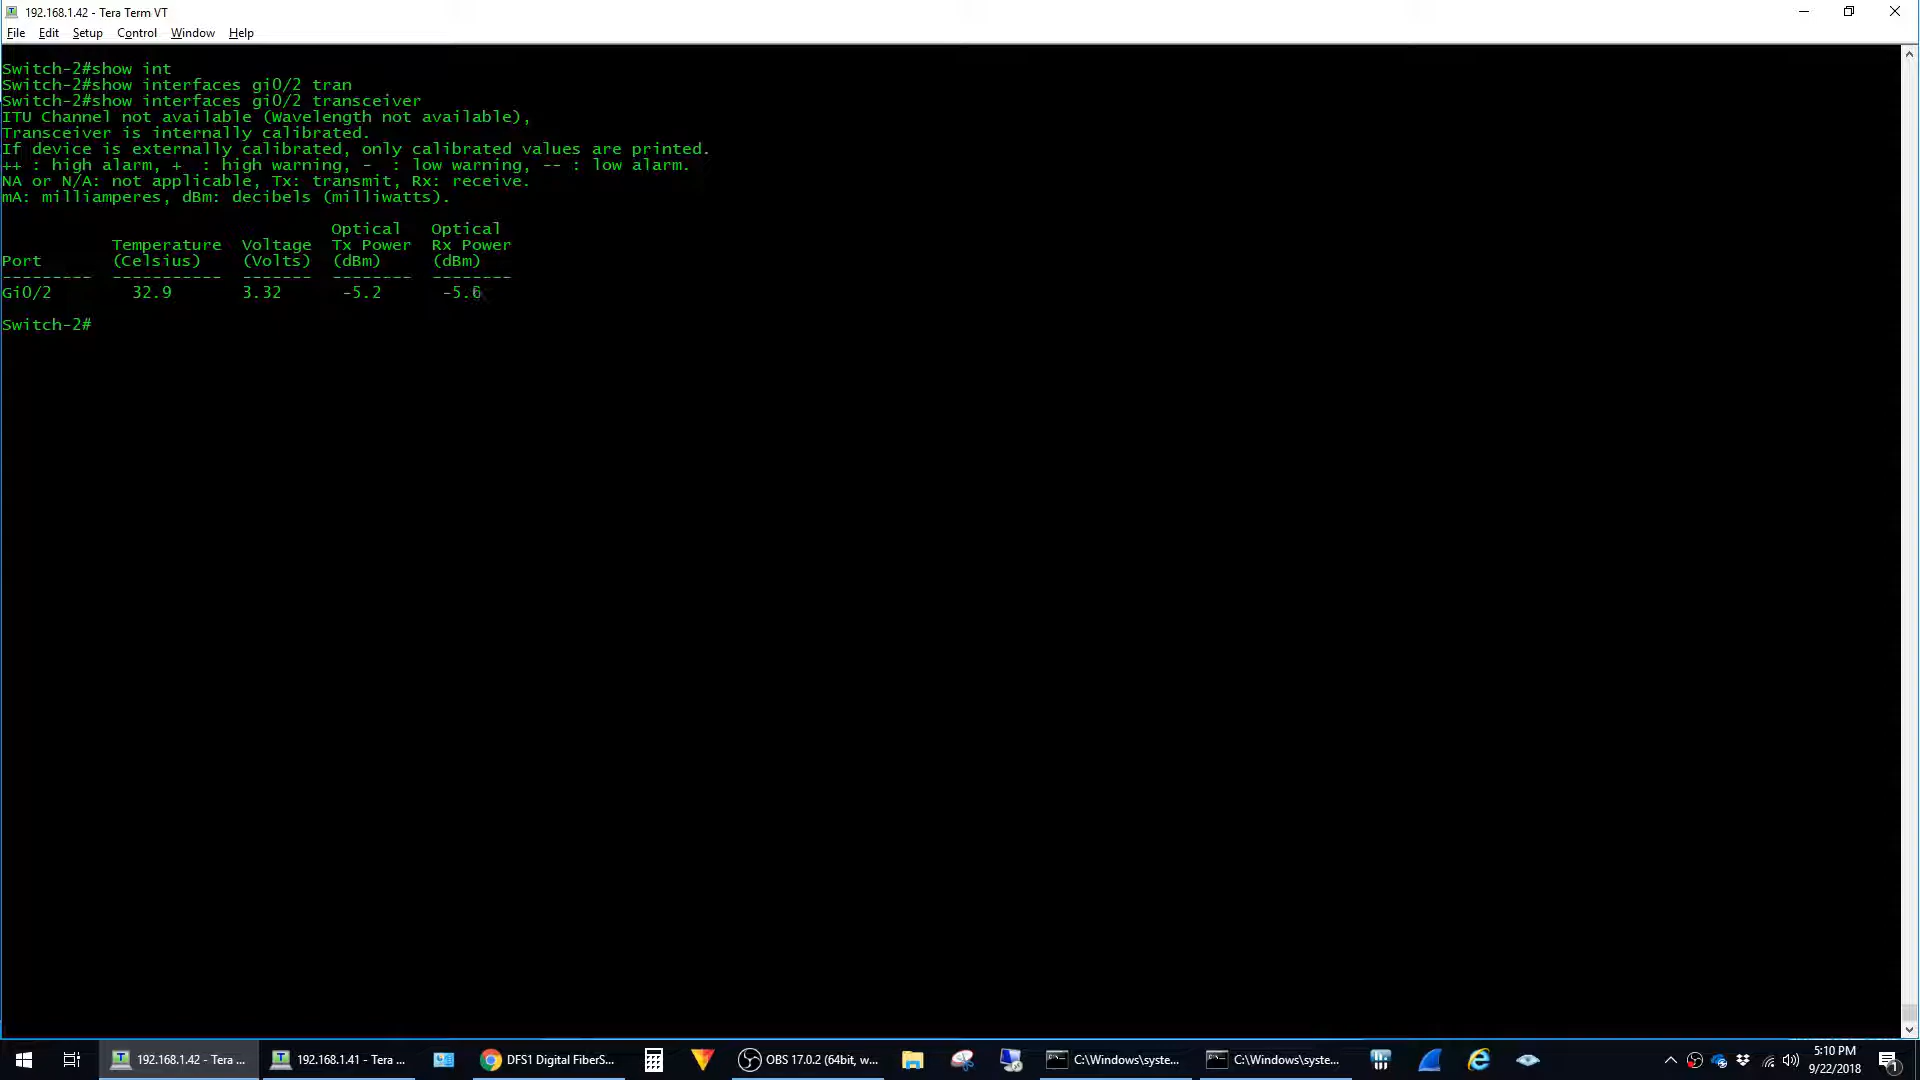 192.168.1.42 - Tera Term VT
File Edit Setup Control Window Help
Switch-2#show int
Switch-2#show interfaces gi0/2 tran
Switch-2#show interfaces gi0/2 transceiver
ITU Channel not available (Wavelength not available),
Transceiver is internally calibrated.
If device is externally calibrated, only calibrated values are printed.
++ : high alarm, +  : high warning, -  : low warning, -- : low alarm.
NA or N/A: not applicable, Tx: transmit, Rx: receive.
mA: milliamperes, dBm: decibels (milliwatts).
Optical Optical
Temperature Voltage Tx Power Rx Power
Port (Celsius) (Volts) (dBm) (dBm)
--------- ----------- ------- -------- --------
Gi0/2 32.9 3.32 -5.2 -5.6
Switch-2#
192.168.1.42 - Tera ... 192.168.1.41 - Tera ... DFS1 Digital FiberS... OBS 17.0.2 (64bit, w... C:\Windows\syste... C:\Windows\syste... 5:10 PM
9/22/2018
1